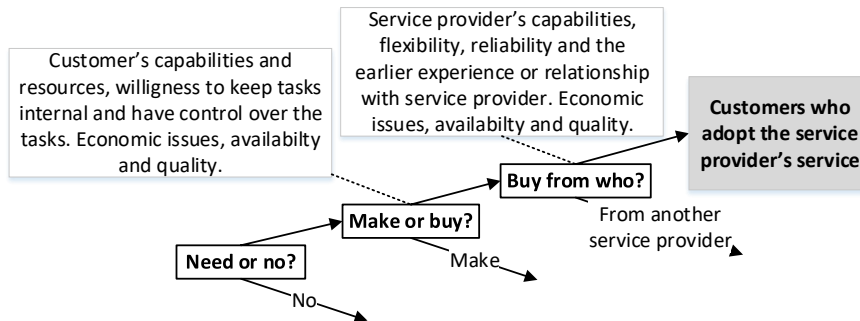 Service provider’s capabilities,
flexibility, reliability and the
earlier experience or relationship
with service provider. Economic
issues, availabilty and quality.
Customer’s capabilities and
resources, willigness to keep tasks
internal and have control over the
tasks. Economic issues, availabilty
and quality.
Customers who
adopt the service
provider’s service
Buy from who?
From another
service provider
Make or buy?
Make
Need or no?
No